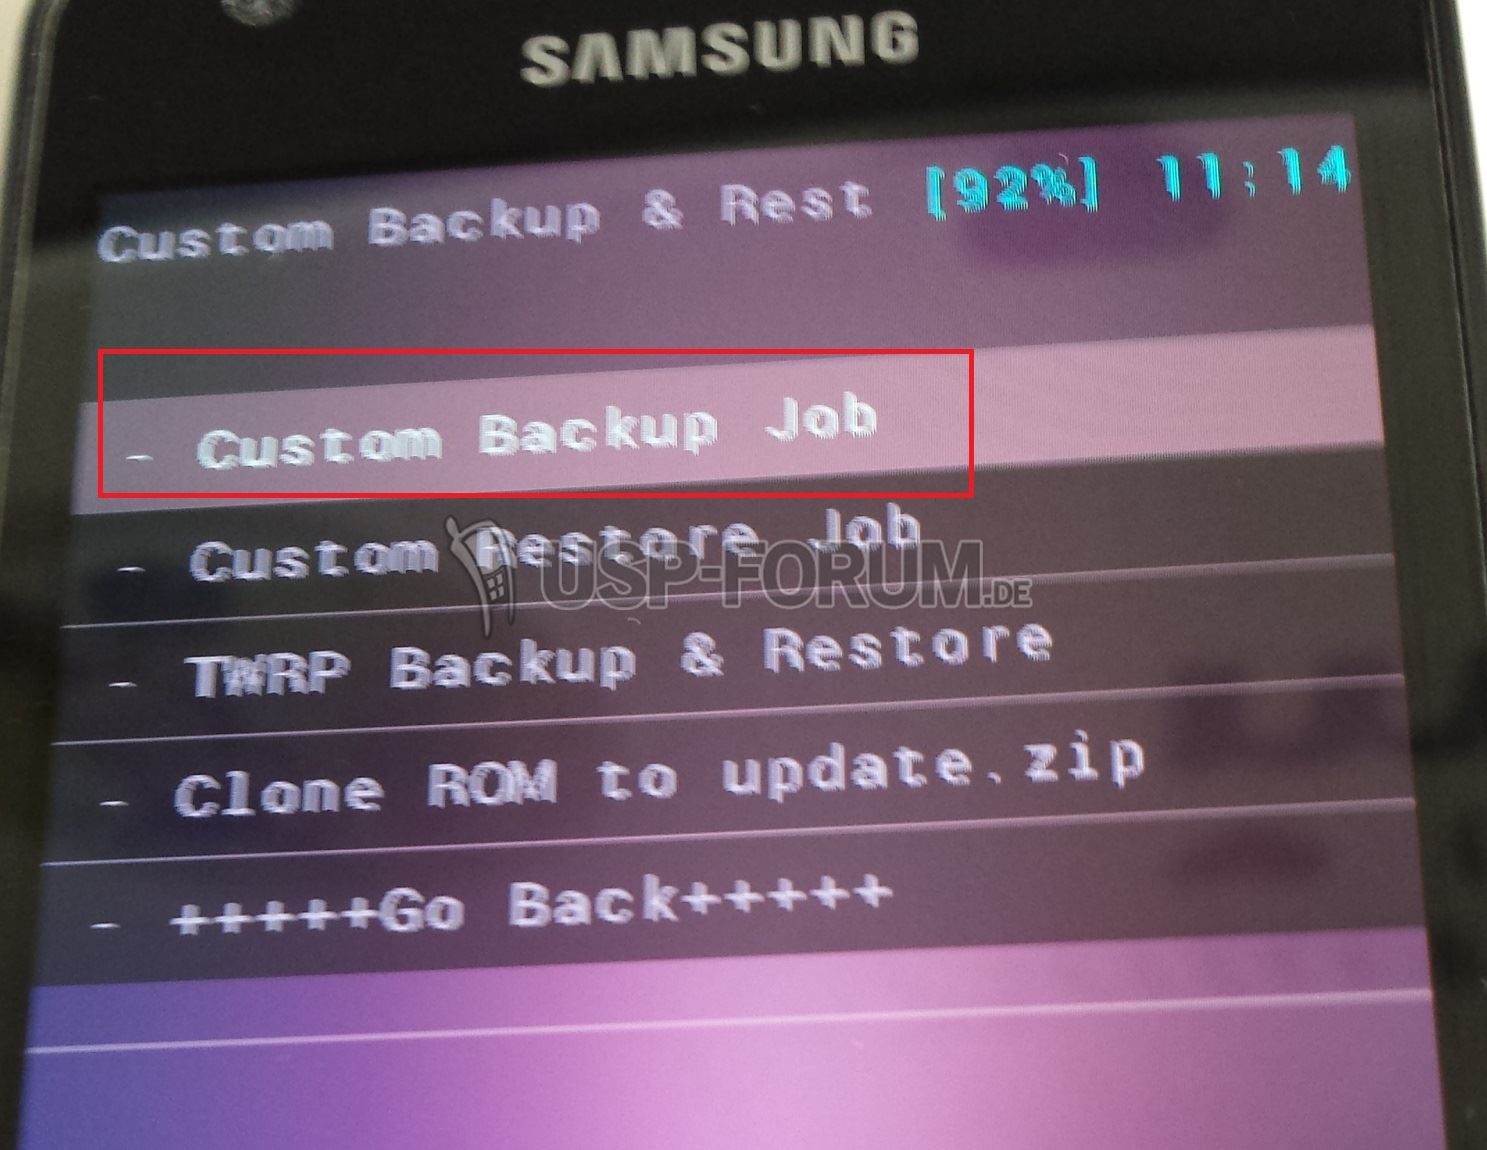 SAMSUNG
Custom Backup & Rest [92%] 11:14
- Custom Backup Job
- Custom Restore Job
USP-FORUM.DE
- TWRP Backup & Restore
- Clone ROM to update.zip
- +++++Go Back+++++